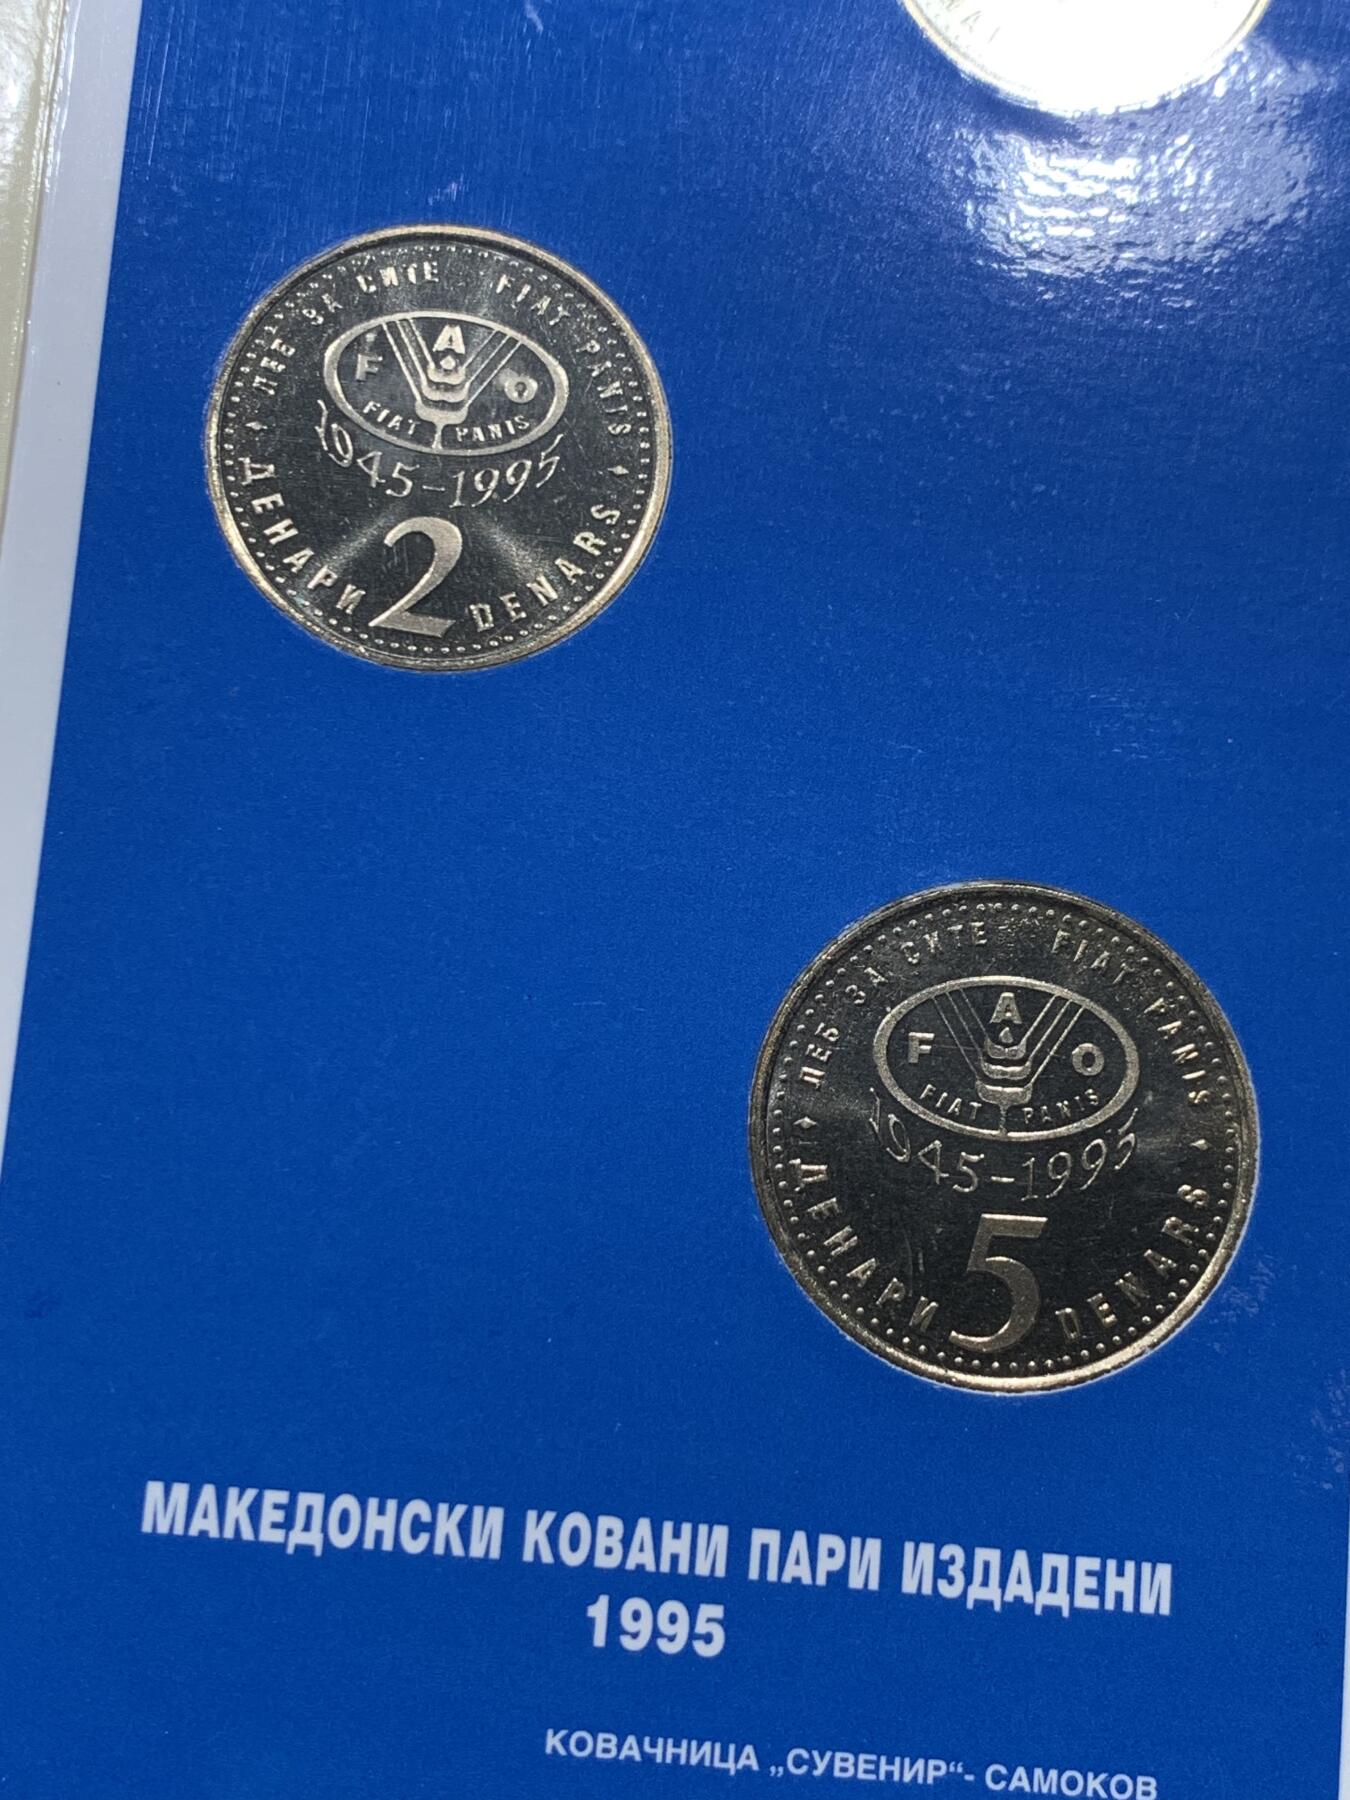 ЛЕБ ЗА СИТЕ FIAT PANIS
F A O
FIAT PANIS
1945-1995
2
ДЕНАРИ DENARS
ЛЕБ ЗА СИТЕ FIAT PANIS
F A O
FIAT PANIS
1945-1995
5
ДЕНАРИ DENARS
МАКЕДОНСКИ КОВАНИ ПАРИ ИЗДАДЕНИ
1995
КОВАЧНИЦА „СУВЕНИР“- САМОКОВ